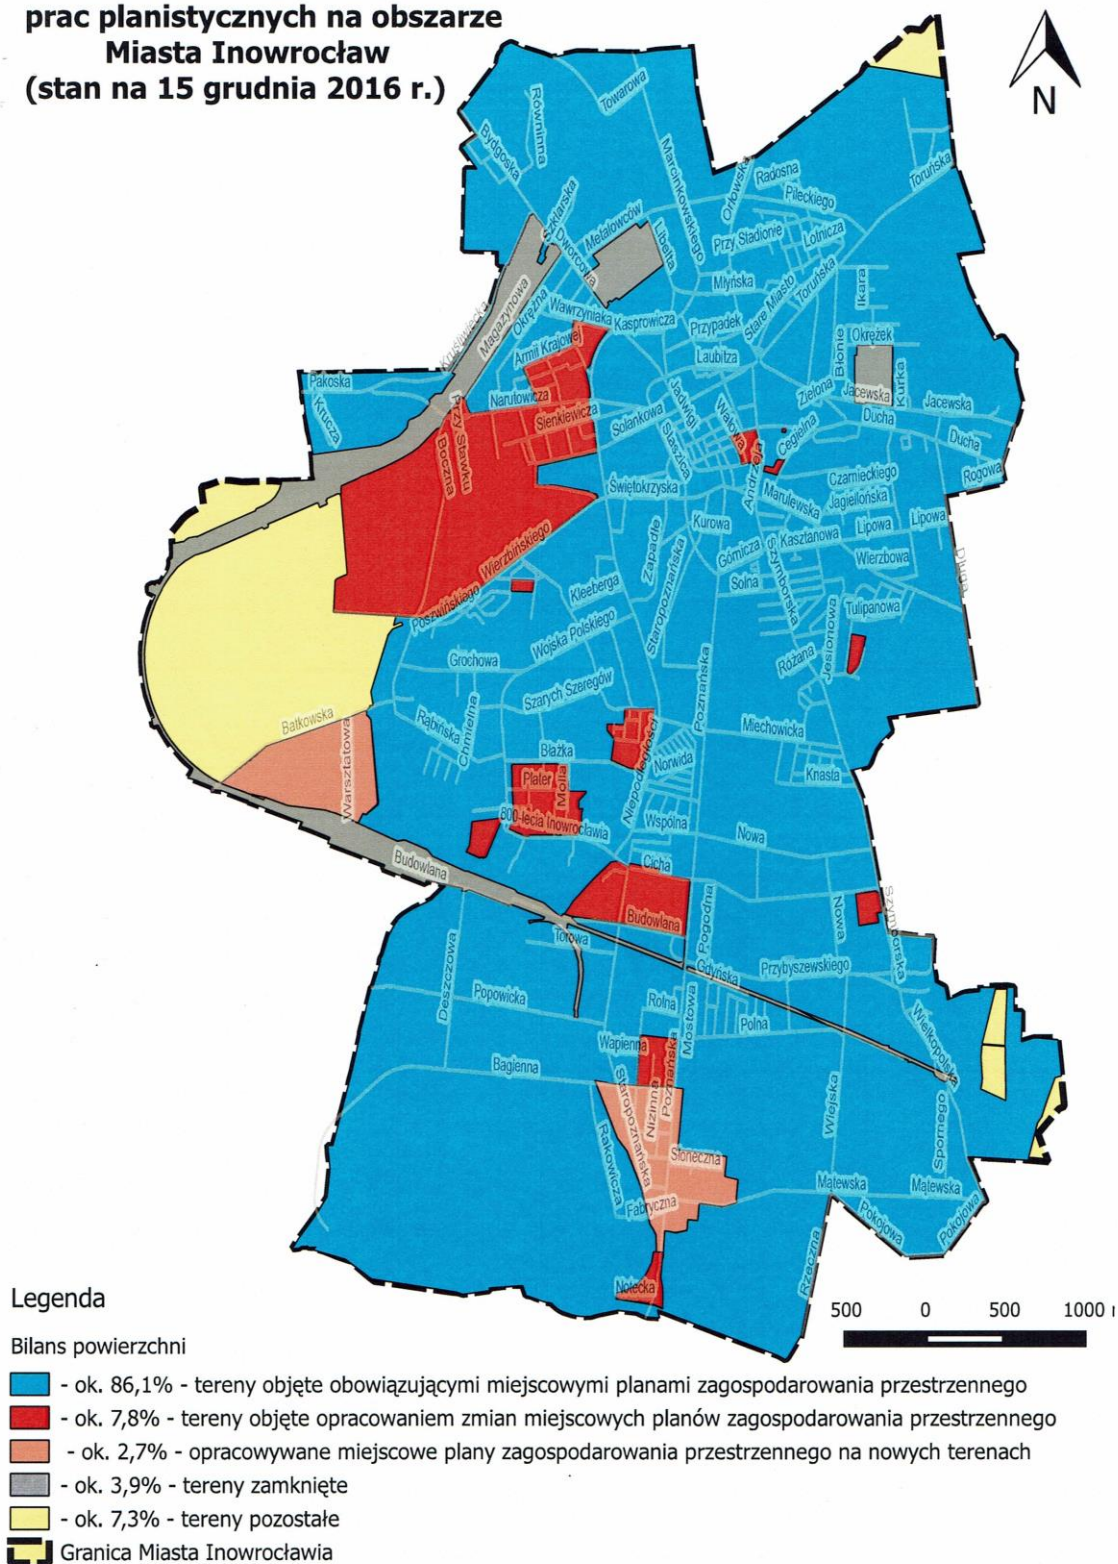 prac planistycznych na obszarze
Miasta Inowrocław
(stan na 15 grudnia 2016 r.)
N
Towarowa
Równinna
Bydgoska
Marcinkowskiego
Orłowska
Radosna
Pileckiego
Toruńska
Szklarska
Dworcowa
Metalowców
Libelta
Przy Stadionie
Lotnicza
Młyńska
Stare Miasto
Toruńska
Ikara
Kruśliwiecka
Magazynowa
Okrężna
Wawrzyniaka
Kasprowicza
Przypadek
Okrężek
Armii Krajowej
Laubitza
Błonie
Kurka
Pakoska
Krucza
Narutowicza
Sienkiewicza
Przy Stawku
Boczna
Solankowa
Jadwigi
Staszica
Wałowa
Zielona
Jacewska
Jacewska
Cegielna
Ducha
Ducha
Rogowa
Andrzeja
Świętokrzyska
Marulewska
Czarnieckiego
Jagiellońska
Kurowa
Kasztanowa
Lipowa
Lipowa
Wierzbińskiego
Zapadłe
Górnicza
Szymborska
Wierzbowa
Długa
Solna
Poszwińskiego
Kleeberga
Staropoznańska
Tulipanowa
Wojska Polskiego
Jesionowa
Grochowa
Różana
Poznańska
Szarych Szeregów
Bałkowska
Rąbińska
Chmielna
Warsztatowa
Miechowicka
Błażka
Niepodległości
Norwida
Knasta
Plater
Molla
600-lecia Inowrocławia
Wspólna
Nowa
Budowlana
Cicha
Budowlana
Pogodna
Nowa
Szymborska
Torowa
Deszczowa
Gdyńska
Przybyszewskiego
Popowicka
Rolna
Mostowa
Polna
Wielkopolska
Wapienna
Bagienna
Poznańska
Nizinna
Staropoznańska
Rakowicza
Wiejska
Spornego
Słoneczna
Fabryczna
Mątewska
Mątewska
Pokojowa
Pokojowa
Rzeczna
Notecka
Legenda
500 0 500 1000
Bilans powierzchni
- ok. 86,1% - tereny objęte obowiązującymi miejscowymi planami zagospodarowania przestrzennego
- ok. 7,8% - tereny objęte opracowaniem zmian miejscowych planów zagospodarowania przestrzennego
- ok. 2,7% - opracowywane miejscowe plany zagospodarowania przestrzennego na nowych terenach
- ok. 3,9% - tereny zamknięte
- ok. 7,3% - tereny pozostałe
Granica Miasta Inowrocławia